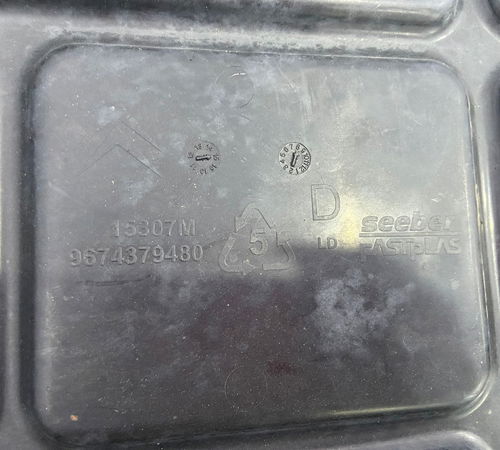 D
15307M
9674379480
5
LD
seeber
FASTpLAS